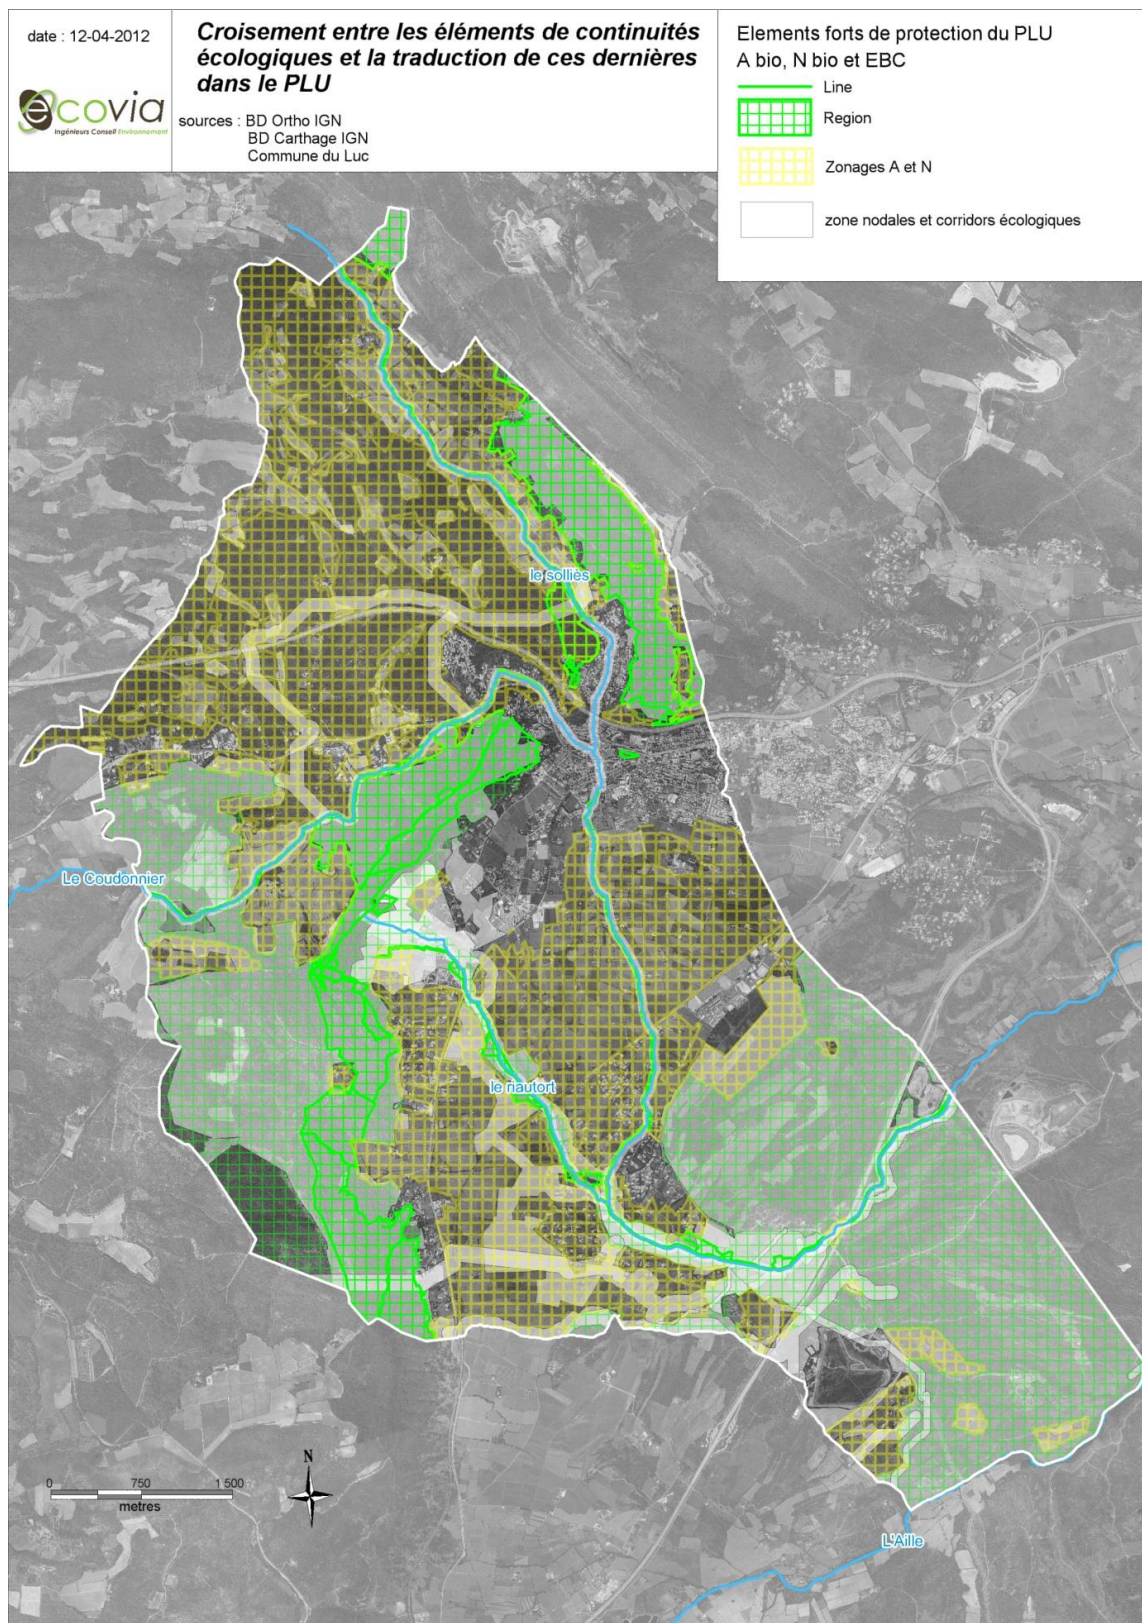 date : 12-04-2012
ecovia
Ingénieurs Conseil Environnement
Croisement entre les éléments de continuités
écologiques et la traduction de ces dernières
dans le PLU
sources : BD Ortho IGN
BD Carthage IGN
Commune du Luc
Elements forts de protection du PLU
A bio, N bio et EBC
Line
Region
Zonages A et N
zone nodales et corridors écologiques
le solliès
Le Coudonnier
le riautort
N
0 750 1 500
metres
L'Aille